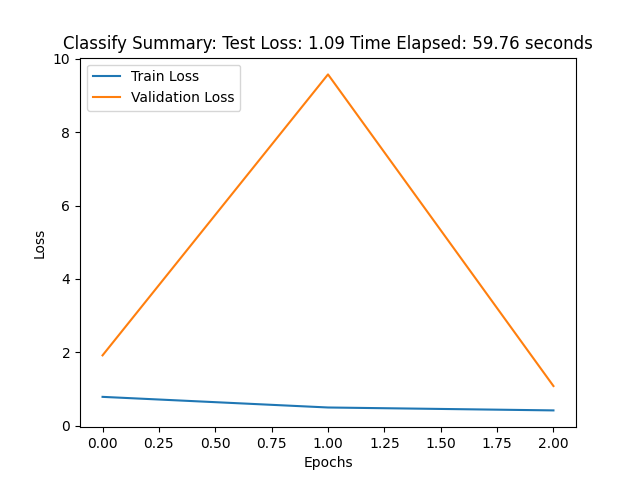 Classify Summary: Test Loss: 1.09 Time Elapsed: 59.76 seconds
Train Loss
Validation Loss
10
8
6
4
2
0
Loss
0.00 0.25 0.50 0.75 1.00 1.25 1.50 1.75 2.00
Epochs